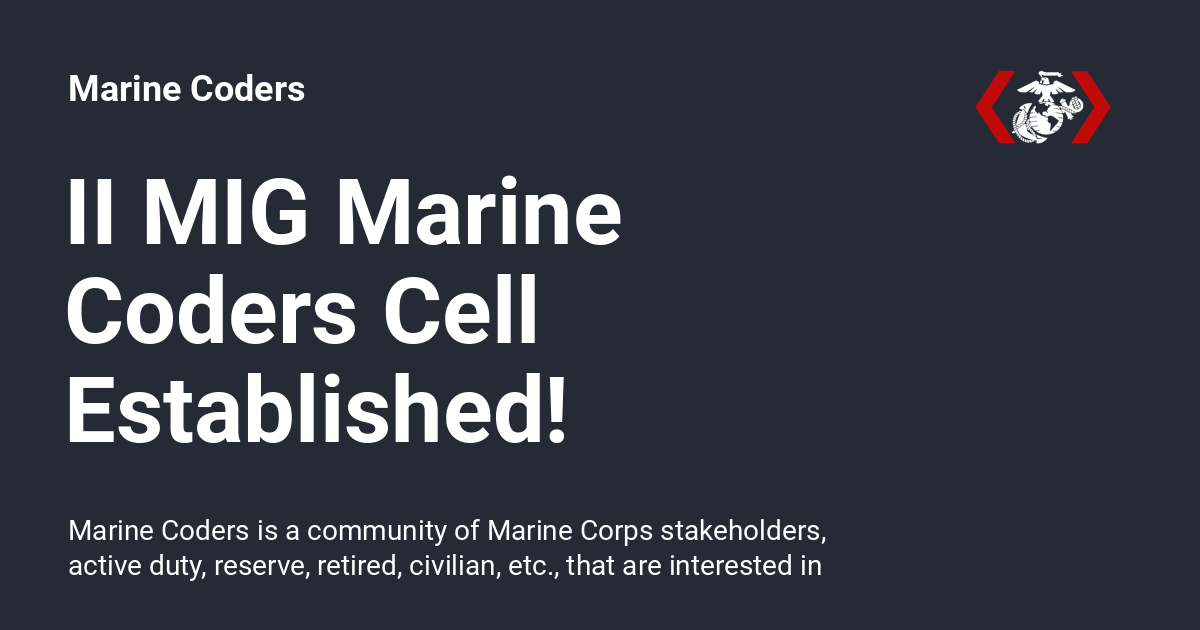 Marine Coders
II MIG Marine
Coders Cell
Established!
Marine Coders is a community of Marine Corps stakeholders,
active duty, reserve, retired, civilian, etc., that are interested in